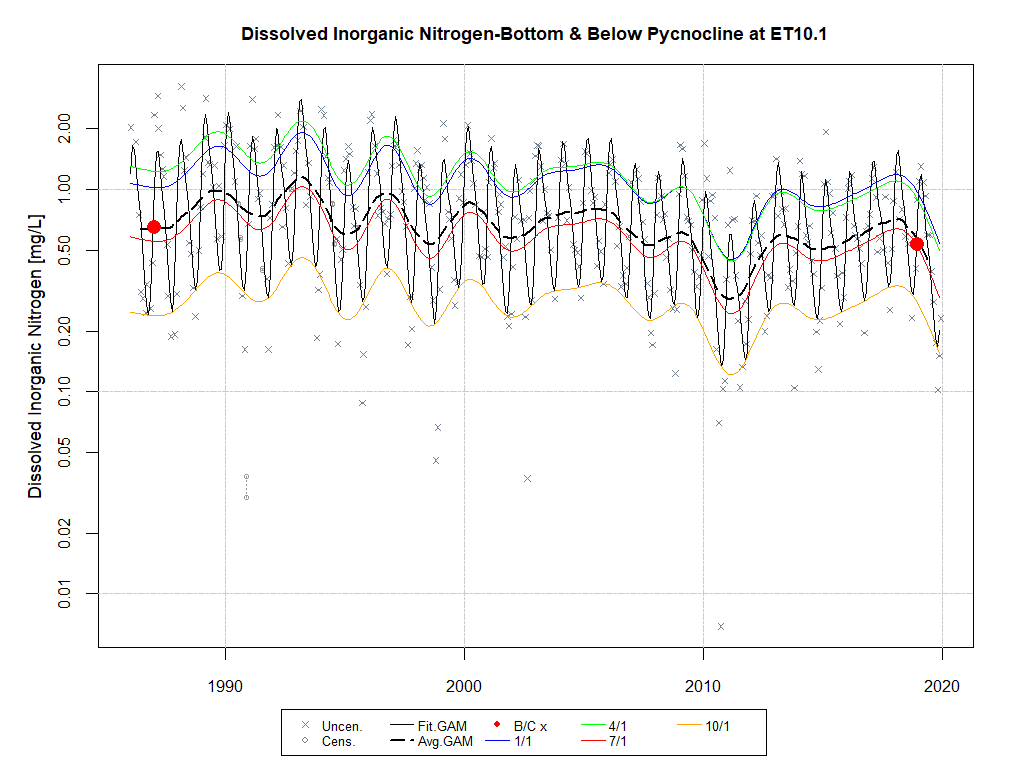 Dissolved Inorganic Nitrogen-Bottom & Below Pycnocline at ET10.1
Dissolved Inorganic Nitrogen [mg/L]
2.00
1.00
0.50
0.20
0.10
0.05
0.02
0.01
1990 2000 2010 2020
Uncen. Fit.GAM B/C x 4/1 10/1
Cens. Avg.GAM 1/1 7/1